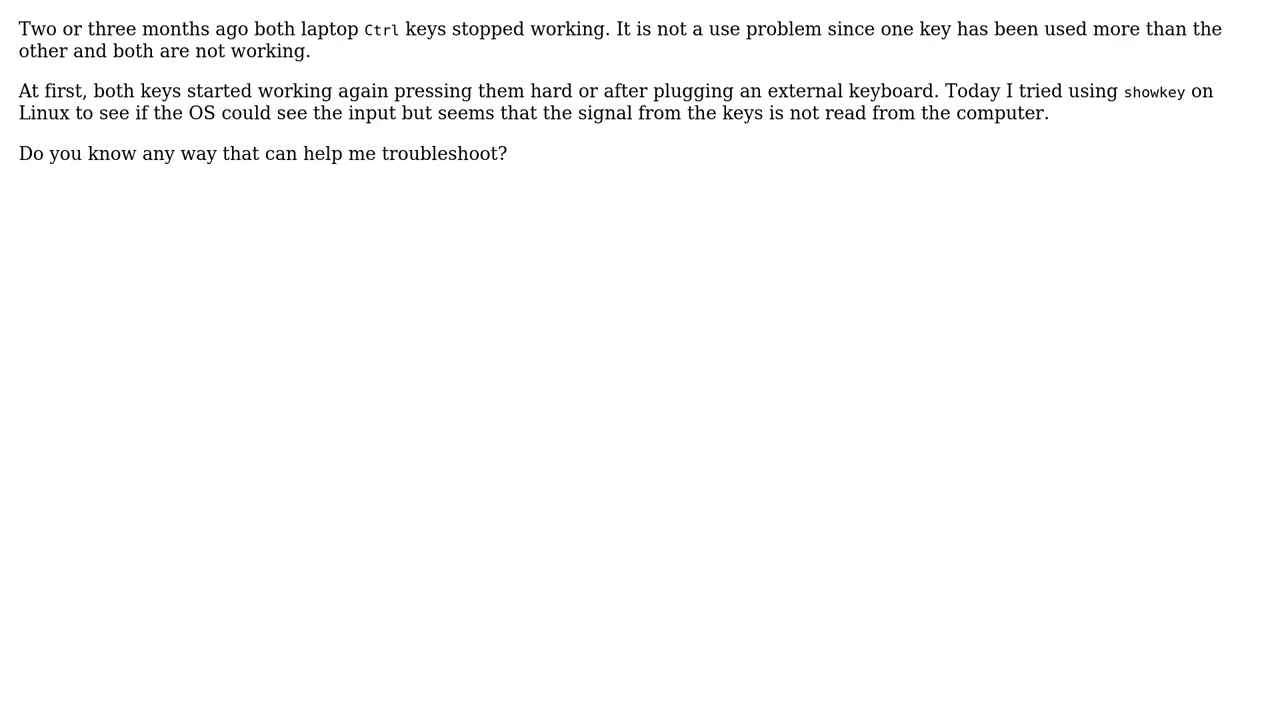 Two or three months ago both laptop Ctrl keys stopped working. It is not a use problem since one key has been used more than the
other and both are not working.
At first, both keys started working again pressing them hard or after plugging an external keyboard. Today I tried using showkey on
Linux to see if the OS could see the input but seems that the signal from the keys is not read from the computer.
Do you know any way that can help me troubleshoot?